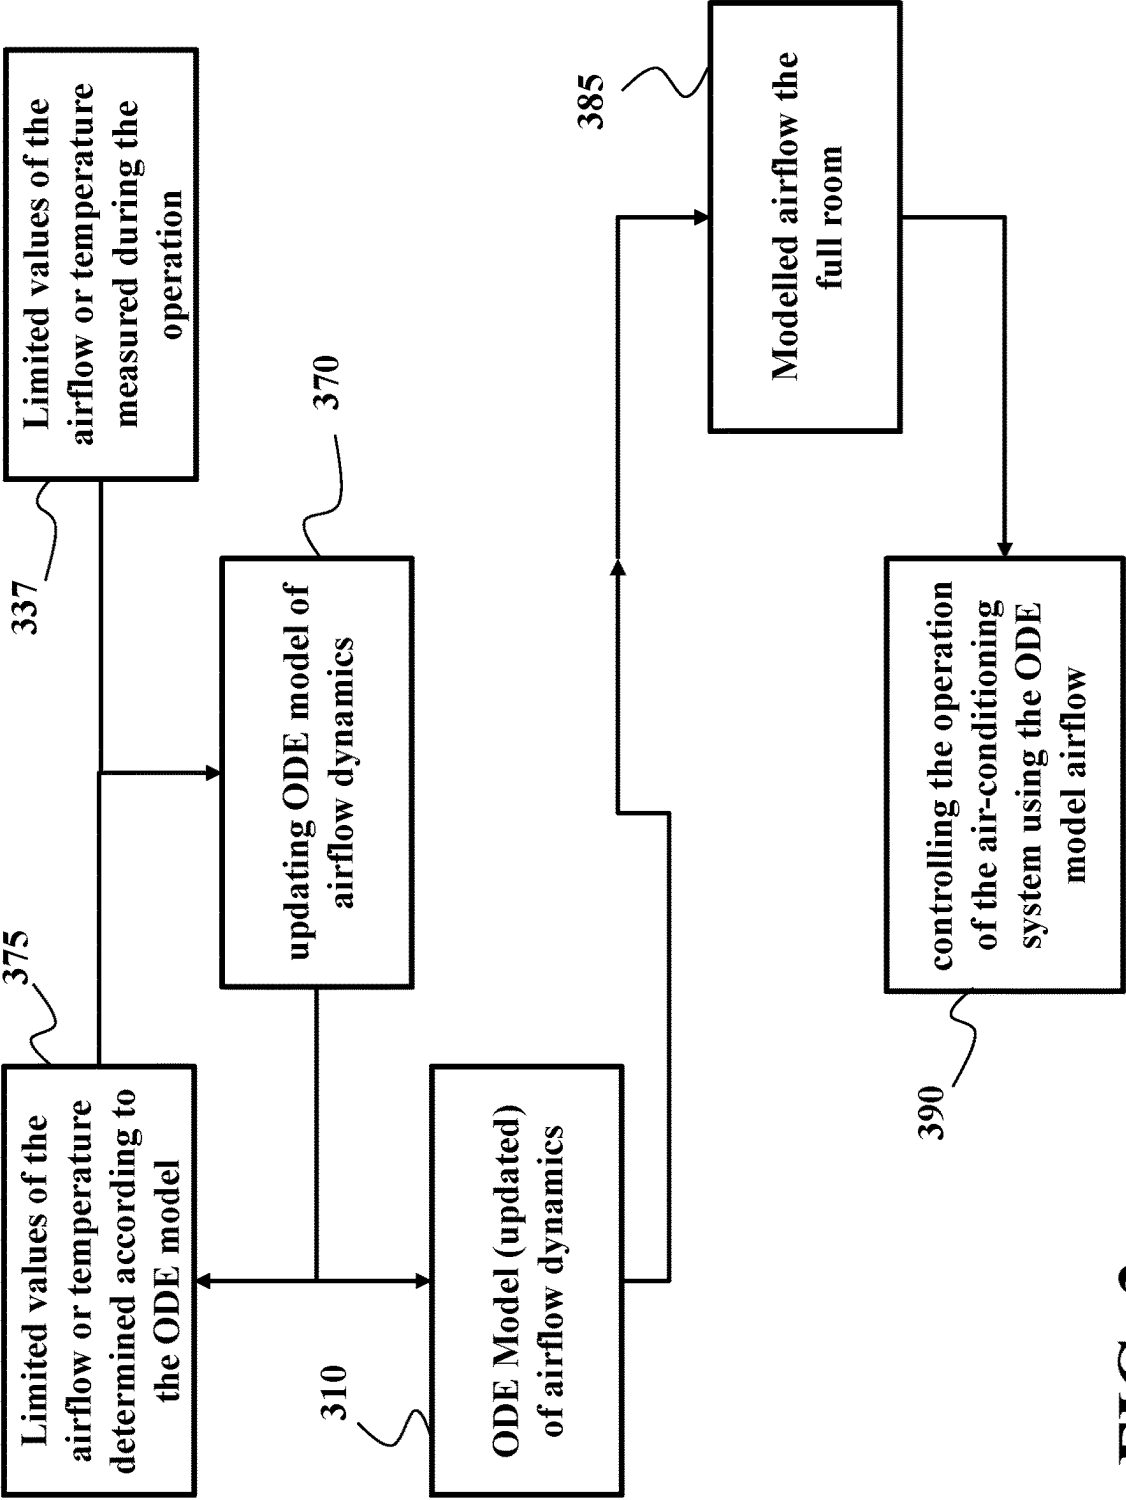 375
Limited values of the
airflow or temperature
determined according to
the ODE model
337
Limited values of the
airflow or temperature
measured during the
operation
370
updating ODE model of
airflow dynamics
310
ODE Model (updated)
of airflow dynamics
385
Modelled airflow the
full room
390
controlling the operation
of the air-conditioning
system using the ODE
model airflow